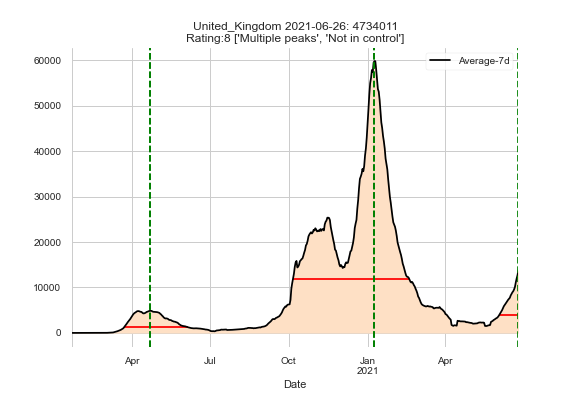 United_Kingdom 2021-06-26: 4734011
Rating:8 ['Multiple peaks', 'Not in control']
Average-7d
60000
50000
40000
30000
20000
10000
0
Apr
Jul
Oct
Jan
2021
Apr
Date